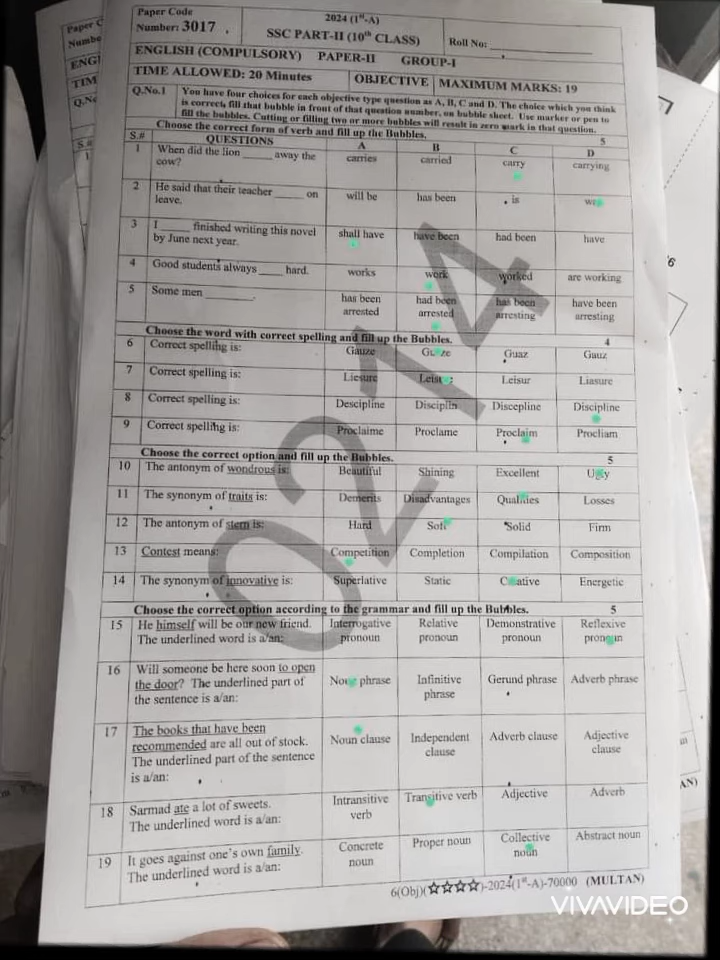 Paper Code
Number: 3017
2024 (1st-A)
SSC PART-II (10th CLASS)
Roll No:
ENGLISH (COMPULSORY) PAPER-II GROUP-I
TIME ALLOWED: 20 Minutes OBJECTIVE MAXIMUM MARKS: 19
Q.No.1 You have four choices for each objective type question as A, B, C and D. The choice which you think
is correct, fill that bubble in front of that question number, on bubble sheet. Use marker or pen to
fill the bubbles. Cutting or filling two or more bubbles will result in zero mark in that question.
Choose the correct form of verb and fill up the Bubbles. 5
S.# QUESTIONS A B C D
1 When did the lion ____ away the cow? carries carried carry carrying
2 He said that their teacher ____ on leave. will be has been is
3 I ____ finished writing this novel by June next year. shall have have been had been have
4 Good students always ____ hard. works work worked are working
5 Some men ____. has been arrested had been arrested has been arresting have been arresting
Choose the word with correct spelling and fill up the Bubbles. 4
6 Correct spelling is: Gauze Guaz Gauz
7 Correct spelling is: Liesure Leisur Liasure
8 Correct spelling is: Descipline Disciplin Discepline Discipline
9 Correct spelling is: Proclaime Proclame Proclaim Procliam
Choose the correct option and fill up the Bubbles. 5
10 The antonym of wondrous is: Beautiful Shining Excellent Ugly
11 The synonym of traits is: Demerits Disadvantages Qualities Losses
12 The antonym of stern is: Hard Soft Solid Firm
13 Contest means: Competition Completion Compilation Composition
14 The synonym of innovative is: Superlative Static Creative Energetic
Choose the correct option according to the grammar and fill up the Bubbles. 5
15 He himself will be our new friend. The underlined word is a/an: Interrogative pronoun Relative pronoun Demonstrative pronoun Reflexive pronoun
16 Will someone be here soon to open the door? The underlined part of the sentence is a/an: Noun phrase Infinitive phrase Gerund phrase Adverb phrase
17 The books that have been recommended are all out of stock. The underlined part of the sentence is a/an: Noun clause Independent clause Adverb clause Adjective clause
18 Sarmad ate a lot of sweets. The underlined word is a/an: Intransitive verb Transitive verb Adjective Adverb
19 It goes against one's own family. The underlined word is a/an: Concrete noun Proper noun Collective noun Abstract noun
6(Obj)(☆☆☆☆)-2024(1st-A)-70000 (MULTAN)
0214
VIVAVIDEO